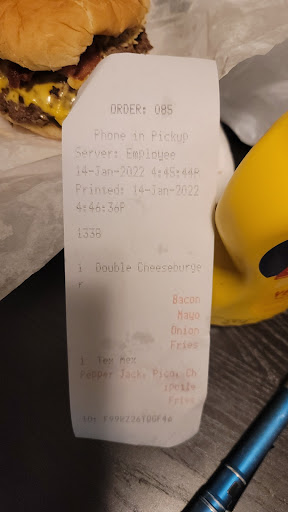 ORDER: 085
Phone in Pickup
Server: Employee
14-Jan-2022 4:45:44P
Printed: 14-Jan-2022
4:46:36P
133B
1 Double Cheeseburge
r
Bacon
Mayo
Onion
Fries
1 Tex Mex
Pepper Jack, Pico, Ch
ipotle
Fries